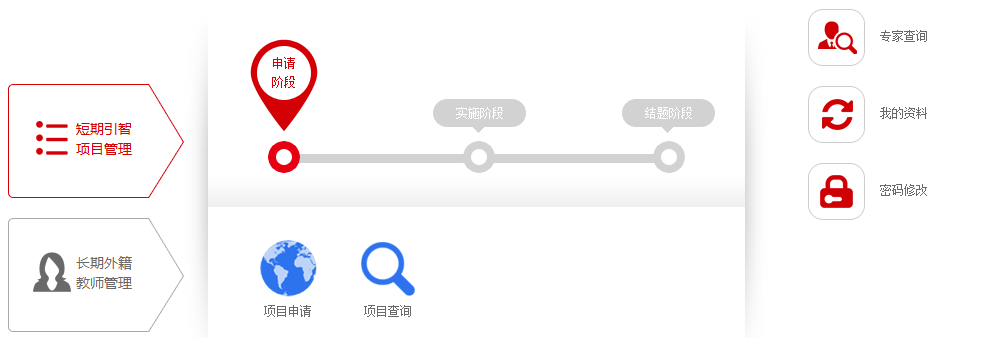 短期引智
项目管理
长期外籍
教师管理
申请
阶段
实施阶段
结题阶段
项目申请
项目查询
专家查询
我的资料
密码修改